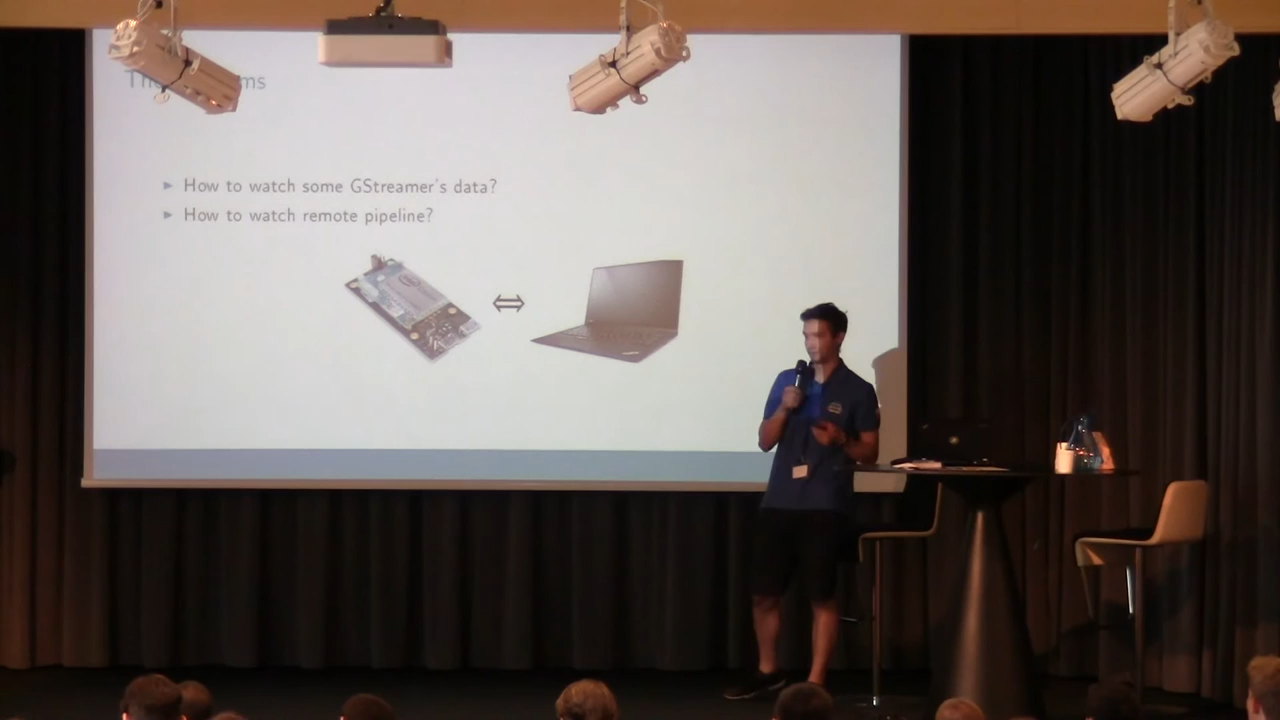 ► How to watch some GStreamer's data?
► How to watch remote pipeline?